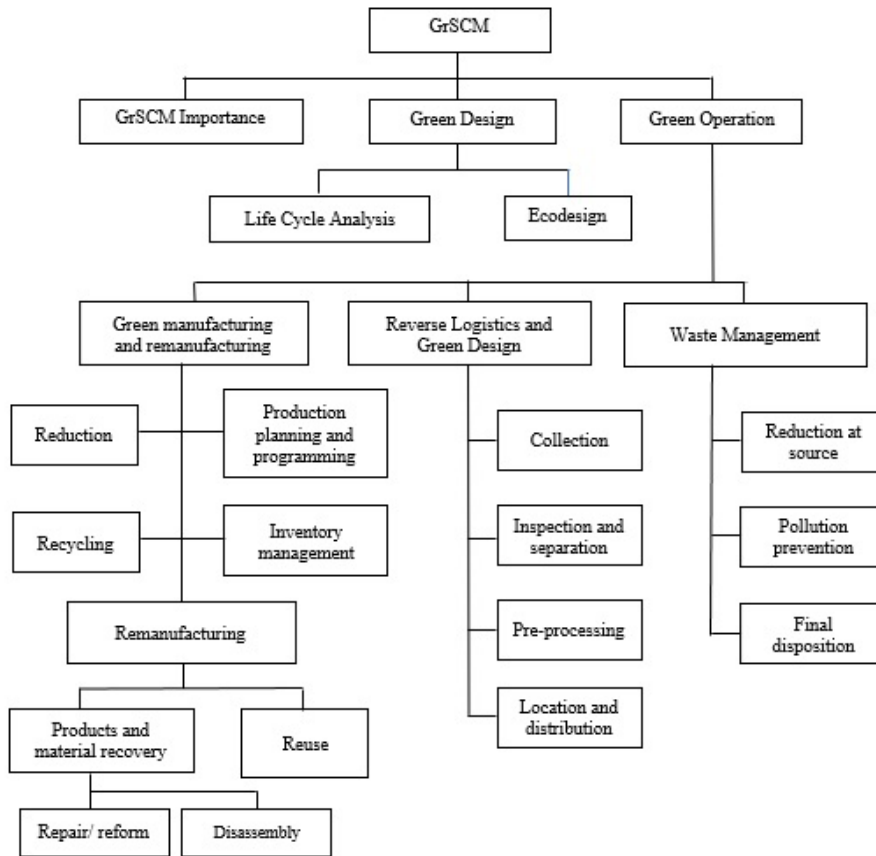 GrSCM
GrSCM Importance
Green Design
Green Operation
Life Cycle Analysis
Ecodesign
Green manufacturing
and remanufacturing
Reverse Logistics and
Green Design
Waste Management
Reduction
Production
planning and
programming
Collection
Reduction at
source
Recycling
Inventory
management
Inspection and
separation
Pollution
prevention
Remanufacturing
Pre-processing
Final
disposition
Products and
material recovery
Reuse
Location and
distribution
Repair/ reform
Disassembly